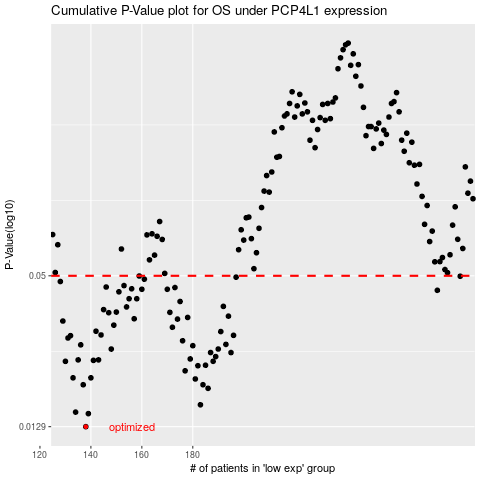 Cumulative P-Value plot for OS under PCP4L1 expression
P-Value(log10)
0.05
0.0129
optimized
120 140 160 180
# of patients in 'low exp' group